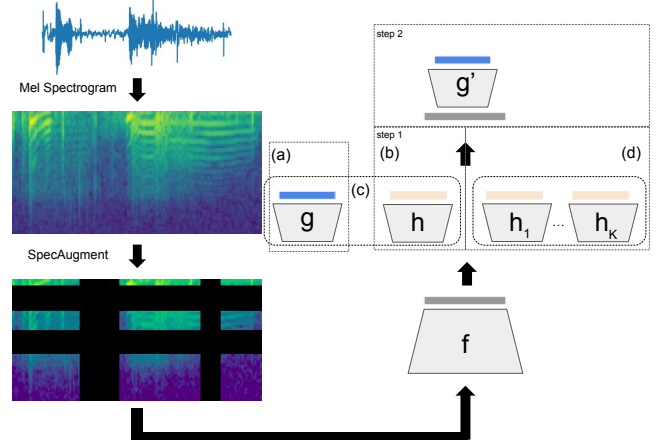 Mel Spectrogram
SpecAugment
step 2
g’
step 1
(a)
(b)
(d)
(c)
g
h
h1
...
hK
f